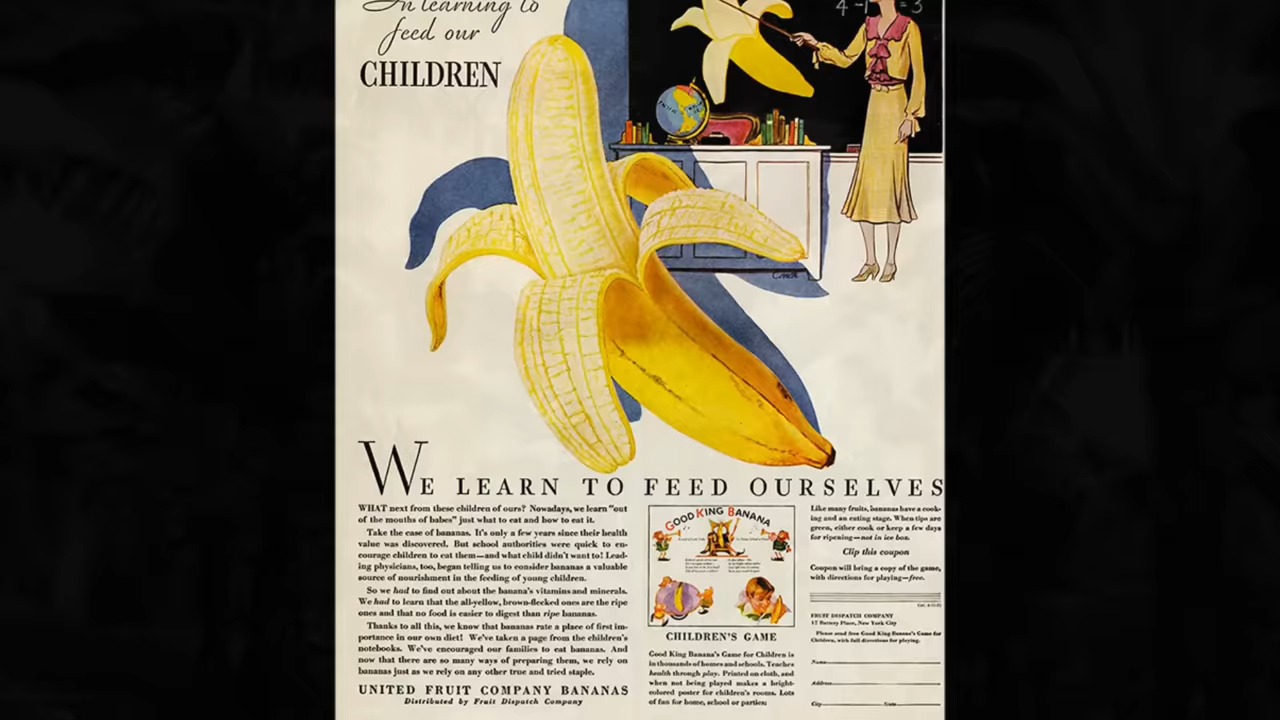 In learning to
feed our
CHILDREN
4 - 1 = 3
WE LEARN TO FEED OURSELVES
WHAT next from these children of ours? Nowadays, we learn "out
of the mouths of babes" just what to eat and how to eat it.
Take the case of bananas. It's only a few years since their health
value was discovered. But school authorities were quick to en-
courage children to eat them—and what child didn't want to! Lead-
ing physicians, too, began telling us to consider bananas a valuable
source of nourishment in the feeding of young children.
So we had to find out about the banana's vitamins and minerals.
We had to learn that the all-yellow, brown-flecked ones are the ripe
ones and that no food is easier to digest than ripe bananas.
Thanks to all this, we know that bananas rate a place of first im-
portance in our own diet! We've taken a page from the children's
notebooks. We've encouraged our families to eat bananas. And
now that there are so many ways of preparing them, we rely on
bananas just as we rely on any other true and tried staple.
UNITED FRUIT COMPANY BANANAS
Distributed by Fruit Dispatch Company
GOOD KING BANANA
CHILDREN'S GAME
Good King Banana's Game for Children is
in thousands of homes and schools. Teaches
health through play. Printed on cloth, and
when not being played makes a bright-
colored poster for children's rooms. Lots
of fun for home, school or parties:
Like many fruits, bananas have a cook-
ing and an eating stage. When tips are
green, either cook or keep a few days
for ripening—not in ice box.
Clip this coupon
Coupon will bring a copy of the game,
with directions for playing—free.
FRUIT DISPATCH COMPANY
17 Battery Place, New York City
Please send free Good King Banana's Game for
Children, with full directions for playing.
Name
Address
City State